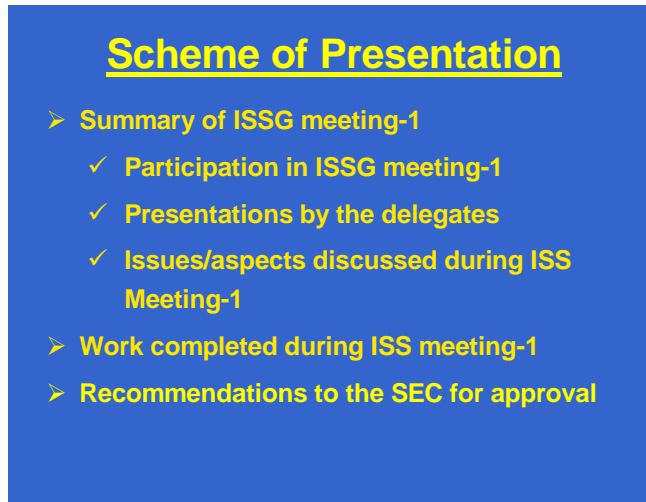 Scheme of Presentation
➢ Summary of ISSG meeting-1
✓ Participation in ISSG meeting-1
✓ Presentations by the delegates
✓ Issues/aspects discussed during ISS
Meeting-1
➢ Work completed during ISS meeting-1
➢ Recommendations to the SEC for approval